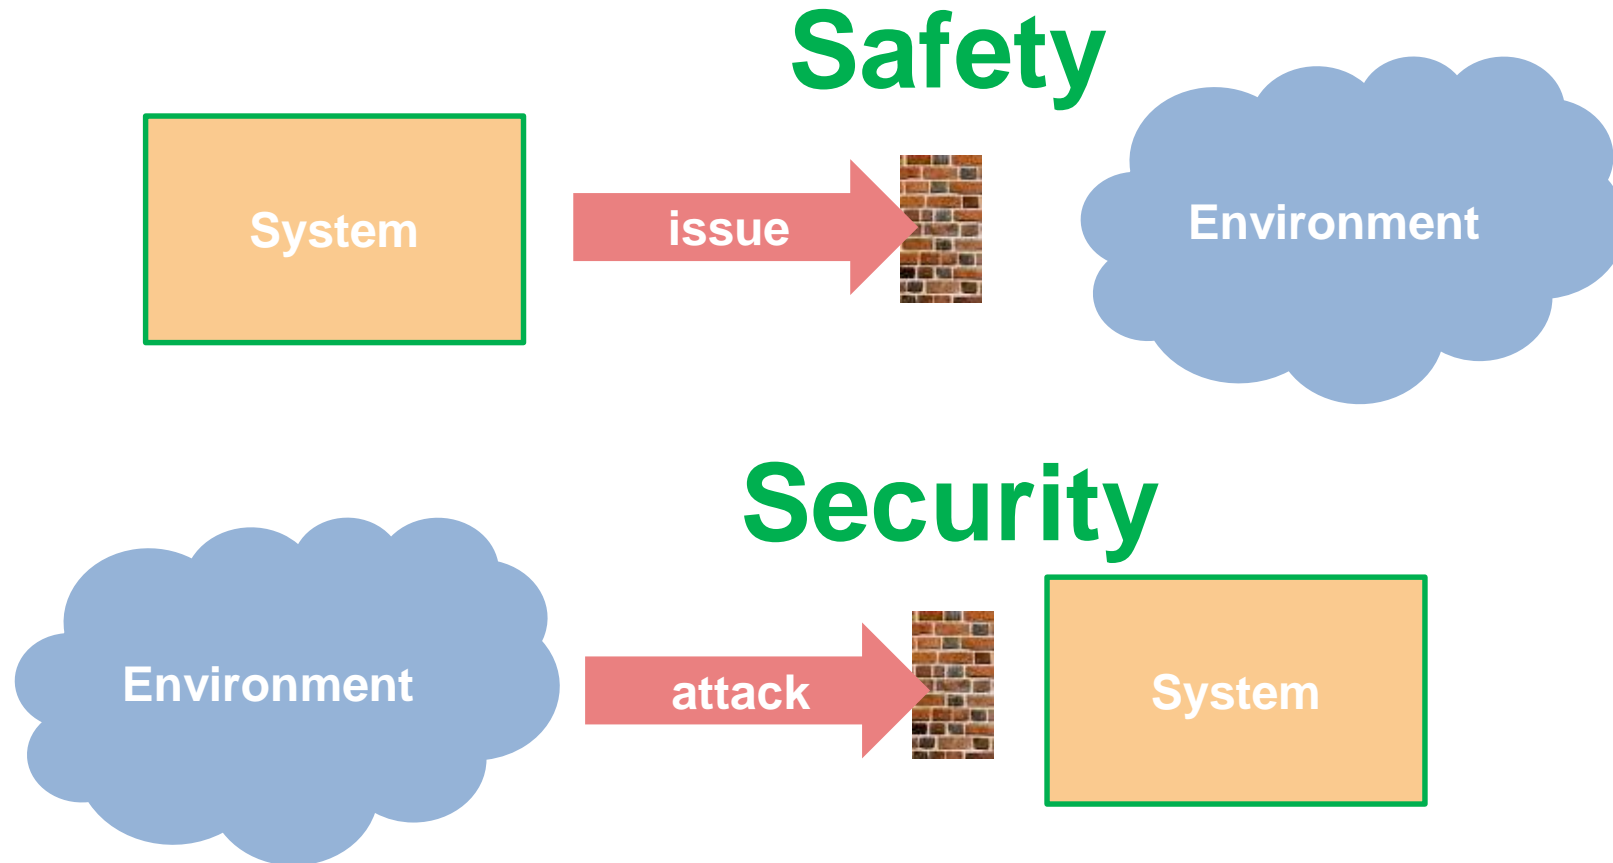 Safety
System
issue
Environment
Security
Environment
attack
System